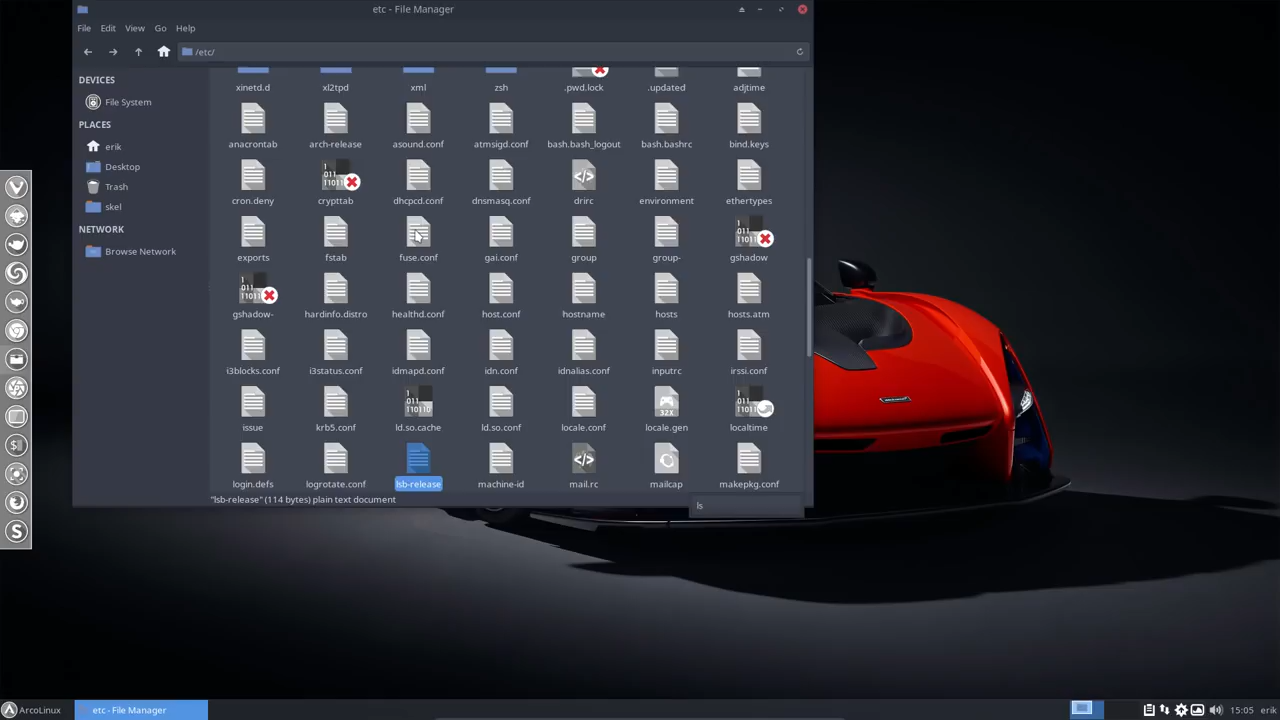 etc - File Manager
File Edit View Go Help
/etc/
DEVICES
File System
PLACES
erik
Desktop
Trash
skel
NETWORK
Browse Network
xinetd.d xl2tpd xml zsh .pwd.lock .updated adjtime
anacrontab arch-release asound.conf atmsigd.conf bash.bash_logout bash.bashrc bind.keys
cron.deny crypttab dhcpcd.conf dnsmasq.conf drirc environment ethertypes
exports fstab fuse.conf gai.conf group group- gshadow
gshadow- hardinfo.distro healthd.conf host.conf hostname hosts hosts.atm
i3blocks.conf i3status.conf idmapd.conf idn.conf idnalias.conf inputrc irssi.conf
issue krb5.conf ld.so.cache ld.so.conf locale.conf locale.gen localtime
login.defs logrotate.conf lsb-release machine-id mail.rc mailcap makepkg.conf
"lsb-release" (114 bytes) plain text document
ls
ArcoLinux etc - File Manager 15:05 erik